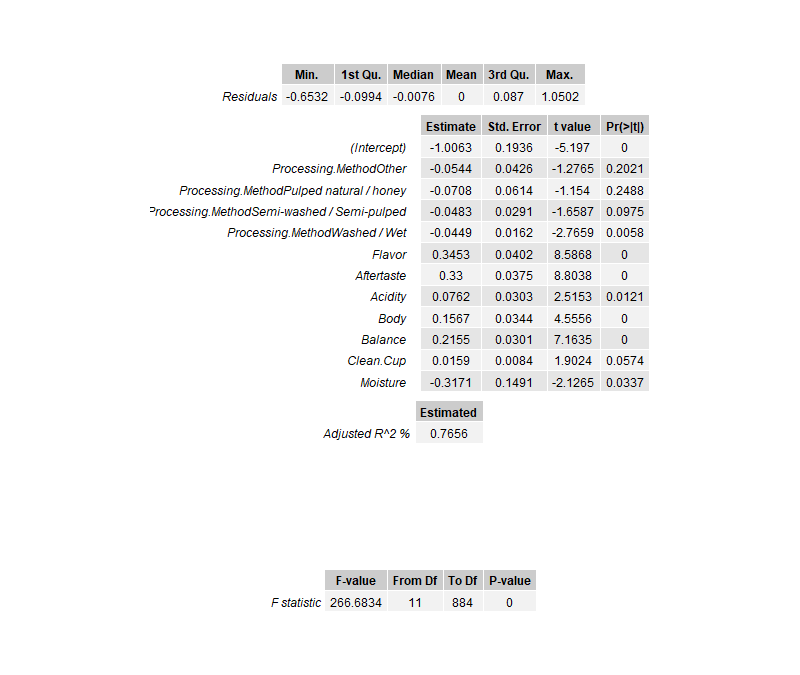 Min. 1st Qu. Median Mean 3rd Qu. Max.
Residuals -0.6532 -0.0994 -0.0076 0 0.087 1.0502
Estimate Std. Error t value Pr(>|t|)
(Intercept) -1.0063 0.1936 -5.197 0
Processing.MethodOther -0.0544 0.0426 -1.2765 0.2021
Processing.MethodPulped natural / honey -0.0708 0.0614 -1.154 0.2488
Processing.MethodSemi-washed / Semi-pulped -0.0483 0.0291 -1.6587 0.0975
Processing.MethodWashed / Wet -0.0449 0.0162 -2.7659 0.0058
Flavor 0.3453 0.0402 8.5868 0
Aftertaste 0.33 0.0375 8.8038 0
Acidity 0.0762 0.0303 2.5153 0.0121
Body 0.1567 0.0344 4.5556 0
Balance 0.2155 0.0301 7.1635 0
Clean.Cup 0.0159 0.0084 1.9024 0.0574
Moisture -0.3171 0.1491 -2.1265 0.0337
Estimated
Adjusted R^2 % 0.7656
F-value From Df To Df P-value
F statistic 266.6834 11 884 0